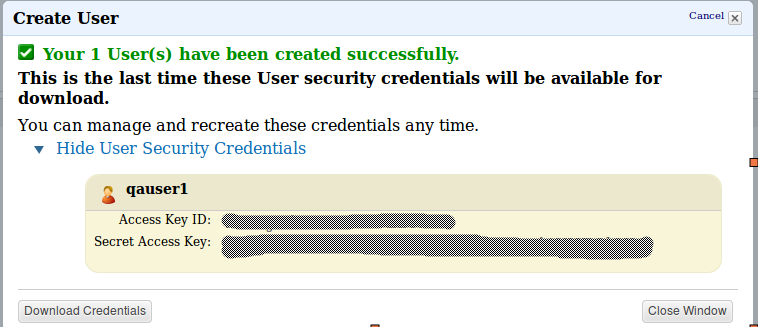 Create User
Cancel
Your 1 User(s) have been created successfully.
This is the last time these User security credentials will be available for
download.
You can manage and recreate these credentials any time.
Hide User Security Credentials
qauser1
Access Key ID:
Secret Access Key:
Download Credentials
Close Window